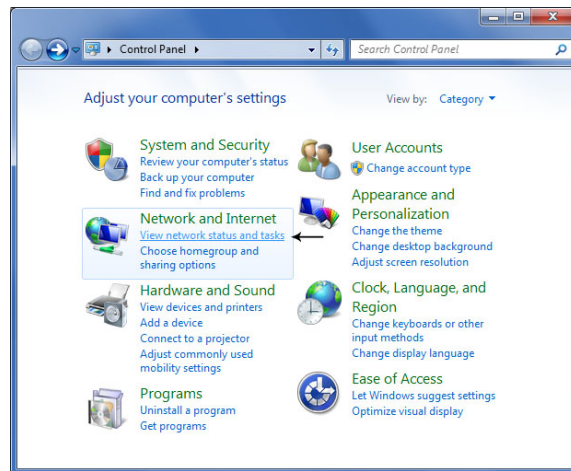 Control Panel
Search Control Panel
Adjust your computer's settings
View by: Category
System and Security
Review your computer's status
Back up your computer
Find and fix problems
Network and Internet
View network status and tasks
Choose homegroup and
sharing options
Hardware and Sound
View devices and printers
Add a device
Connect to a projector
Adjust commonly used
mobility settings
Programs
Uninstall a program
Get programs
User Accounts
Change account type
Appearance and
Personalization
Change the theme
Change desktop background
Adjust screen resolution
Clock, Language, and
Region
Change keyboards or other
input methods
Change display language
Ease of Access
Let Windows suggest settings
Optimize visual display